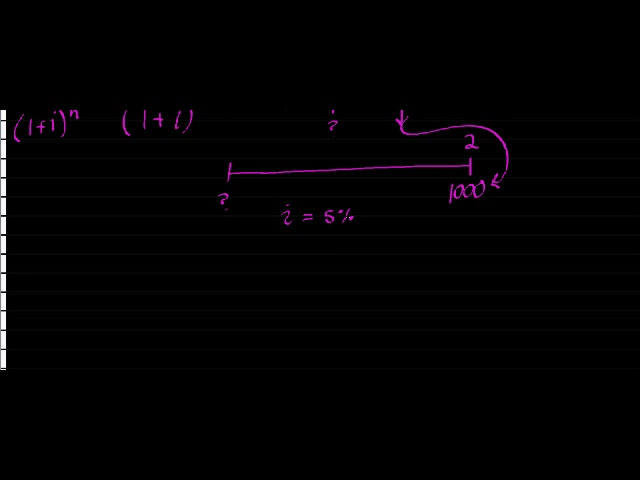 (1+i)^n (1+i) i
2
? 1000
i = 5%